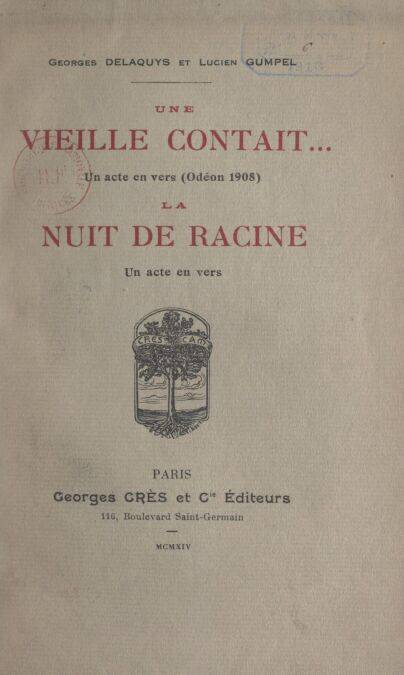 Georges DELAQUYS et Lucien GUMPEL
UNE
VIEILLE CONTAIT...
Un acte en vers (Odéon 1908)
LA
NUIT DE RACINE
Un acte en vers
CRESCAM
PARIS
Georges CRÈS et Cie Éditeurs
116, Boulevard Saint-Germain
MCMXIV